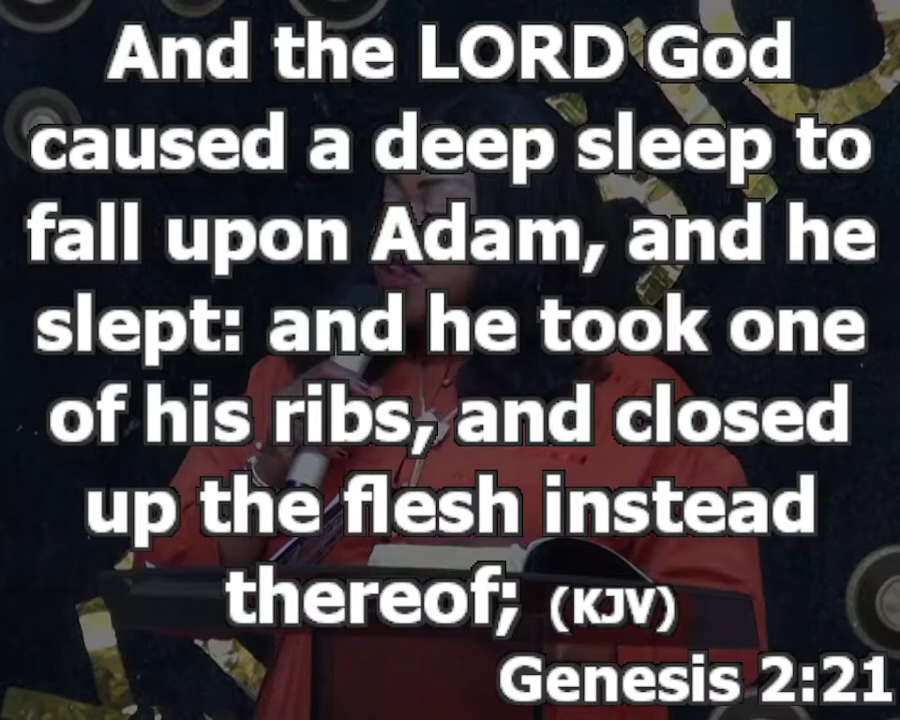 And the LORD God
caused a deep sleep to
fall upon Adam, and he
slept: and he took one
of his ribs, and closed
up the flesh instead
thereof; (KJV)
Genesis 2:21